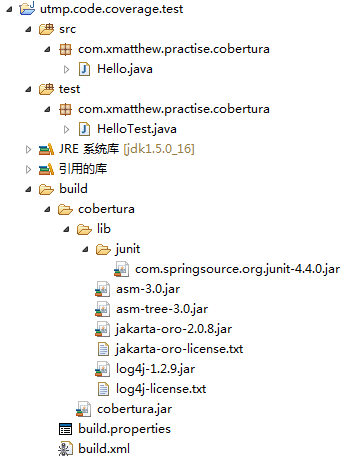 utmp.code.coverage.test
src
com.xmatthew.practise.cobertura
Hello.java
test
com.xmatthew.practise.cobertura
HelloTest.java
JRE 系统库 [jdk1.5.0_16]
引用的库
build
cobertura
lib
junit
com.springsource.org.junit-4.4.0.jar
asm-3.0.jar
asm-tree-3.0.jar
jakarta-oro-2.0.8.jar
jakarta-oro-license.txt
log4j-1.2.9.jar
log4j-license.txt
cobertura.jar
build.properties
build.xml